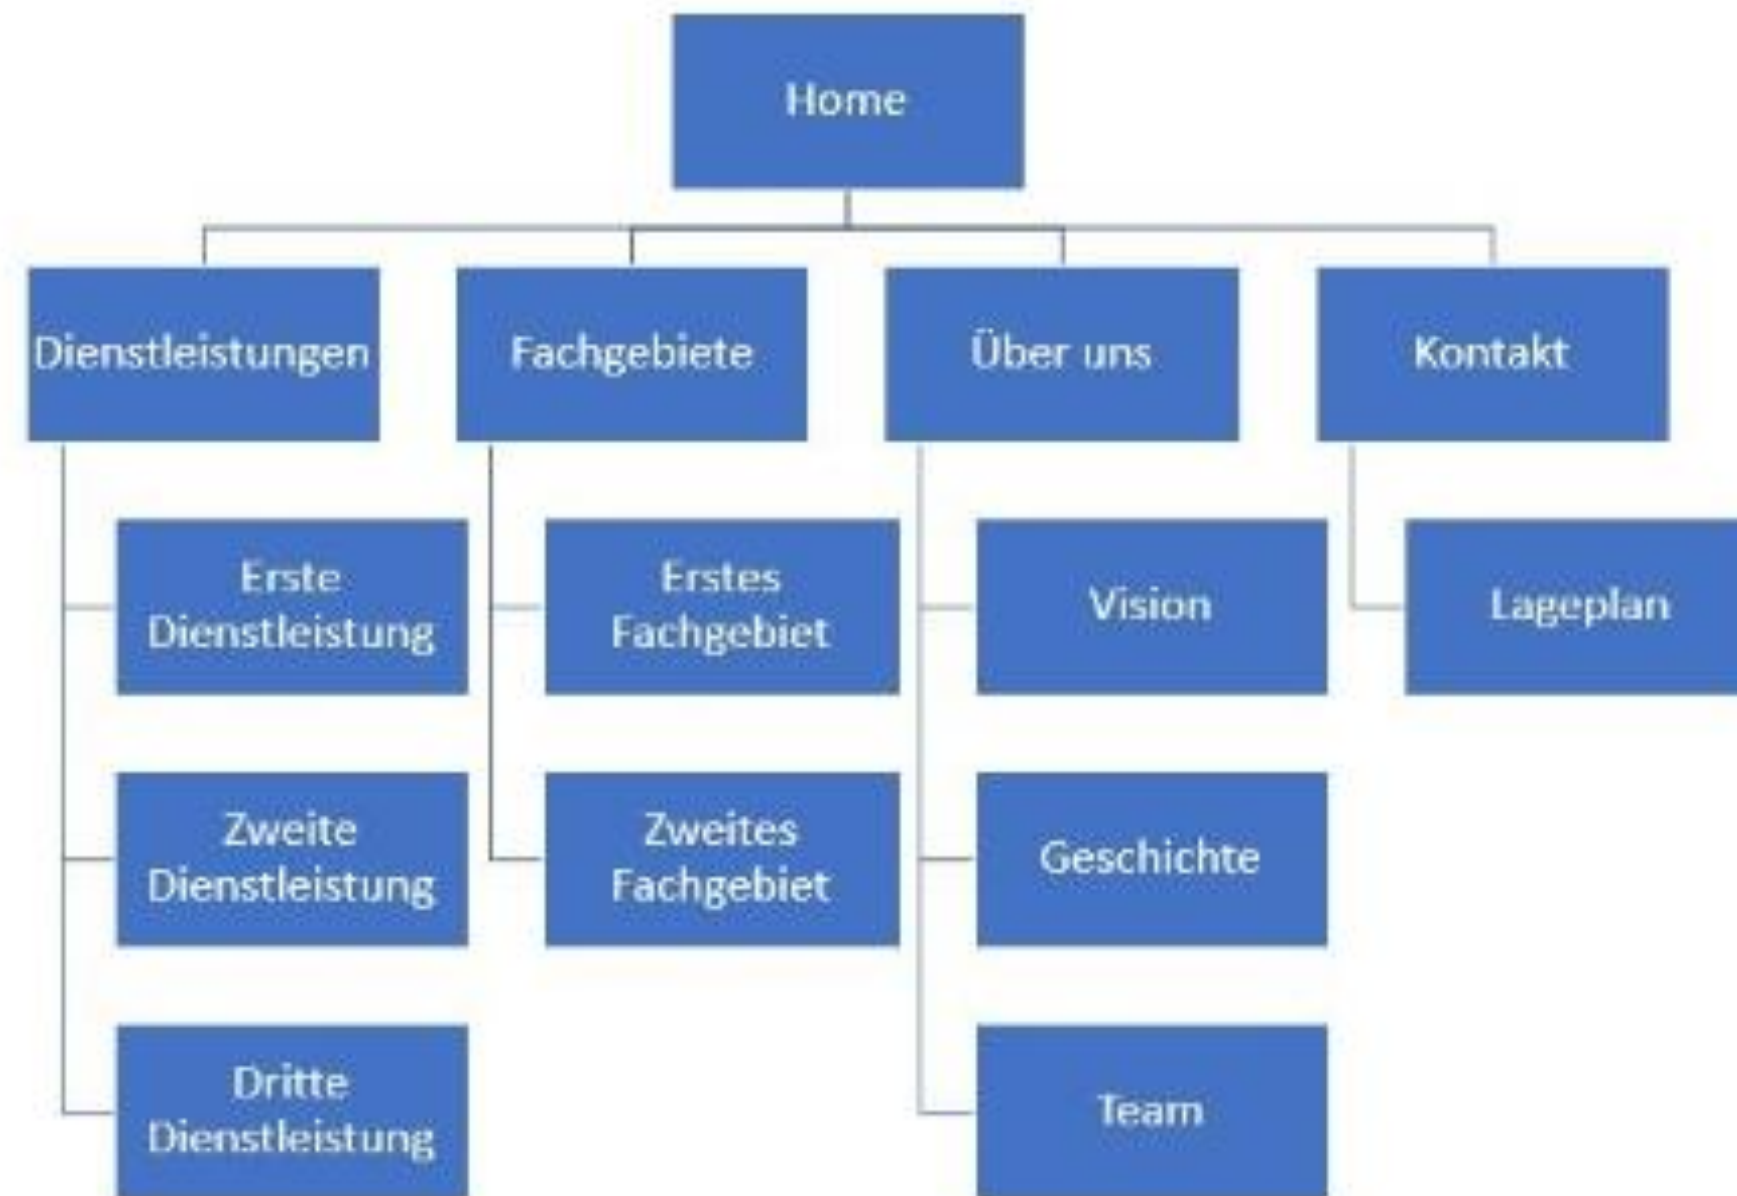 Home
Dienstleistungen
Fachgebiete
Über uns
Kontakt
Erste
Dienstleistung
Erstes
Fachgebiet
Vision
Lageplan
Zweite
Dienstleistung
Zweites
Fachgebiet
Geschichte
Dritte
Dienstleistung
Team